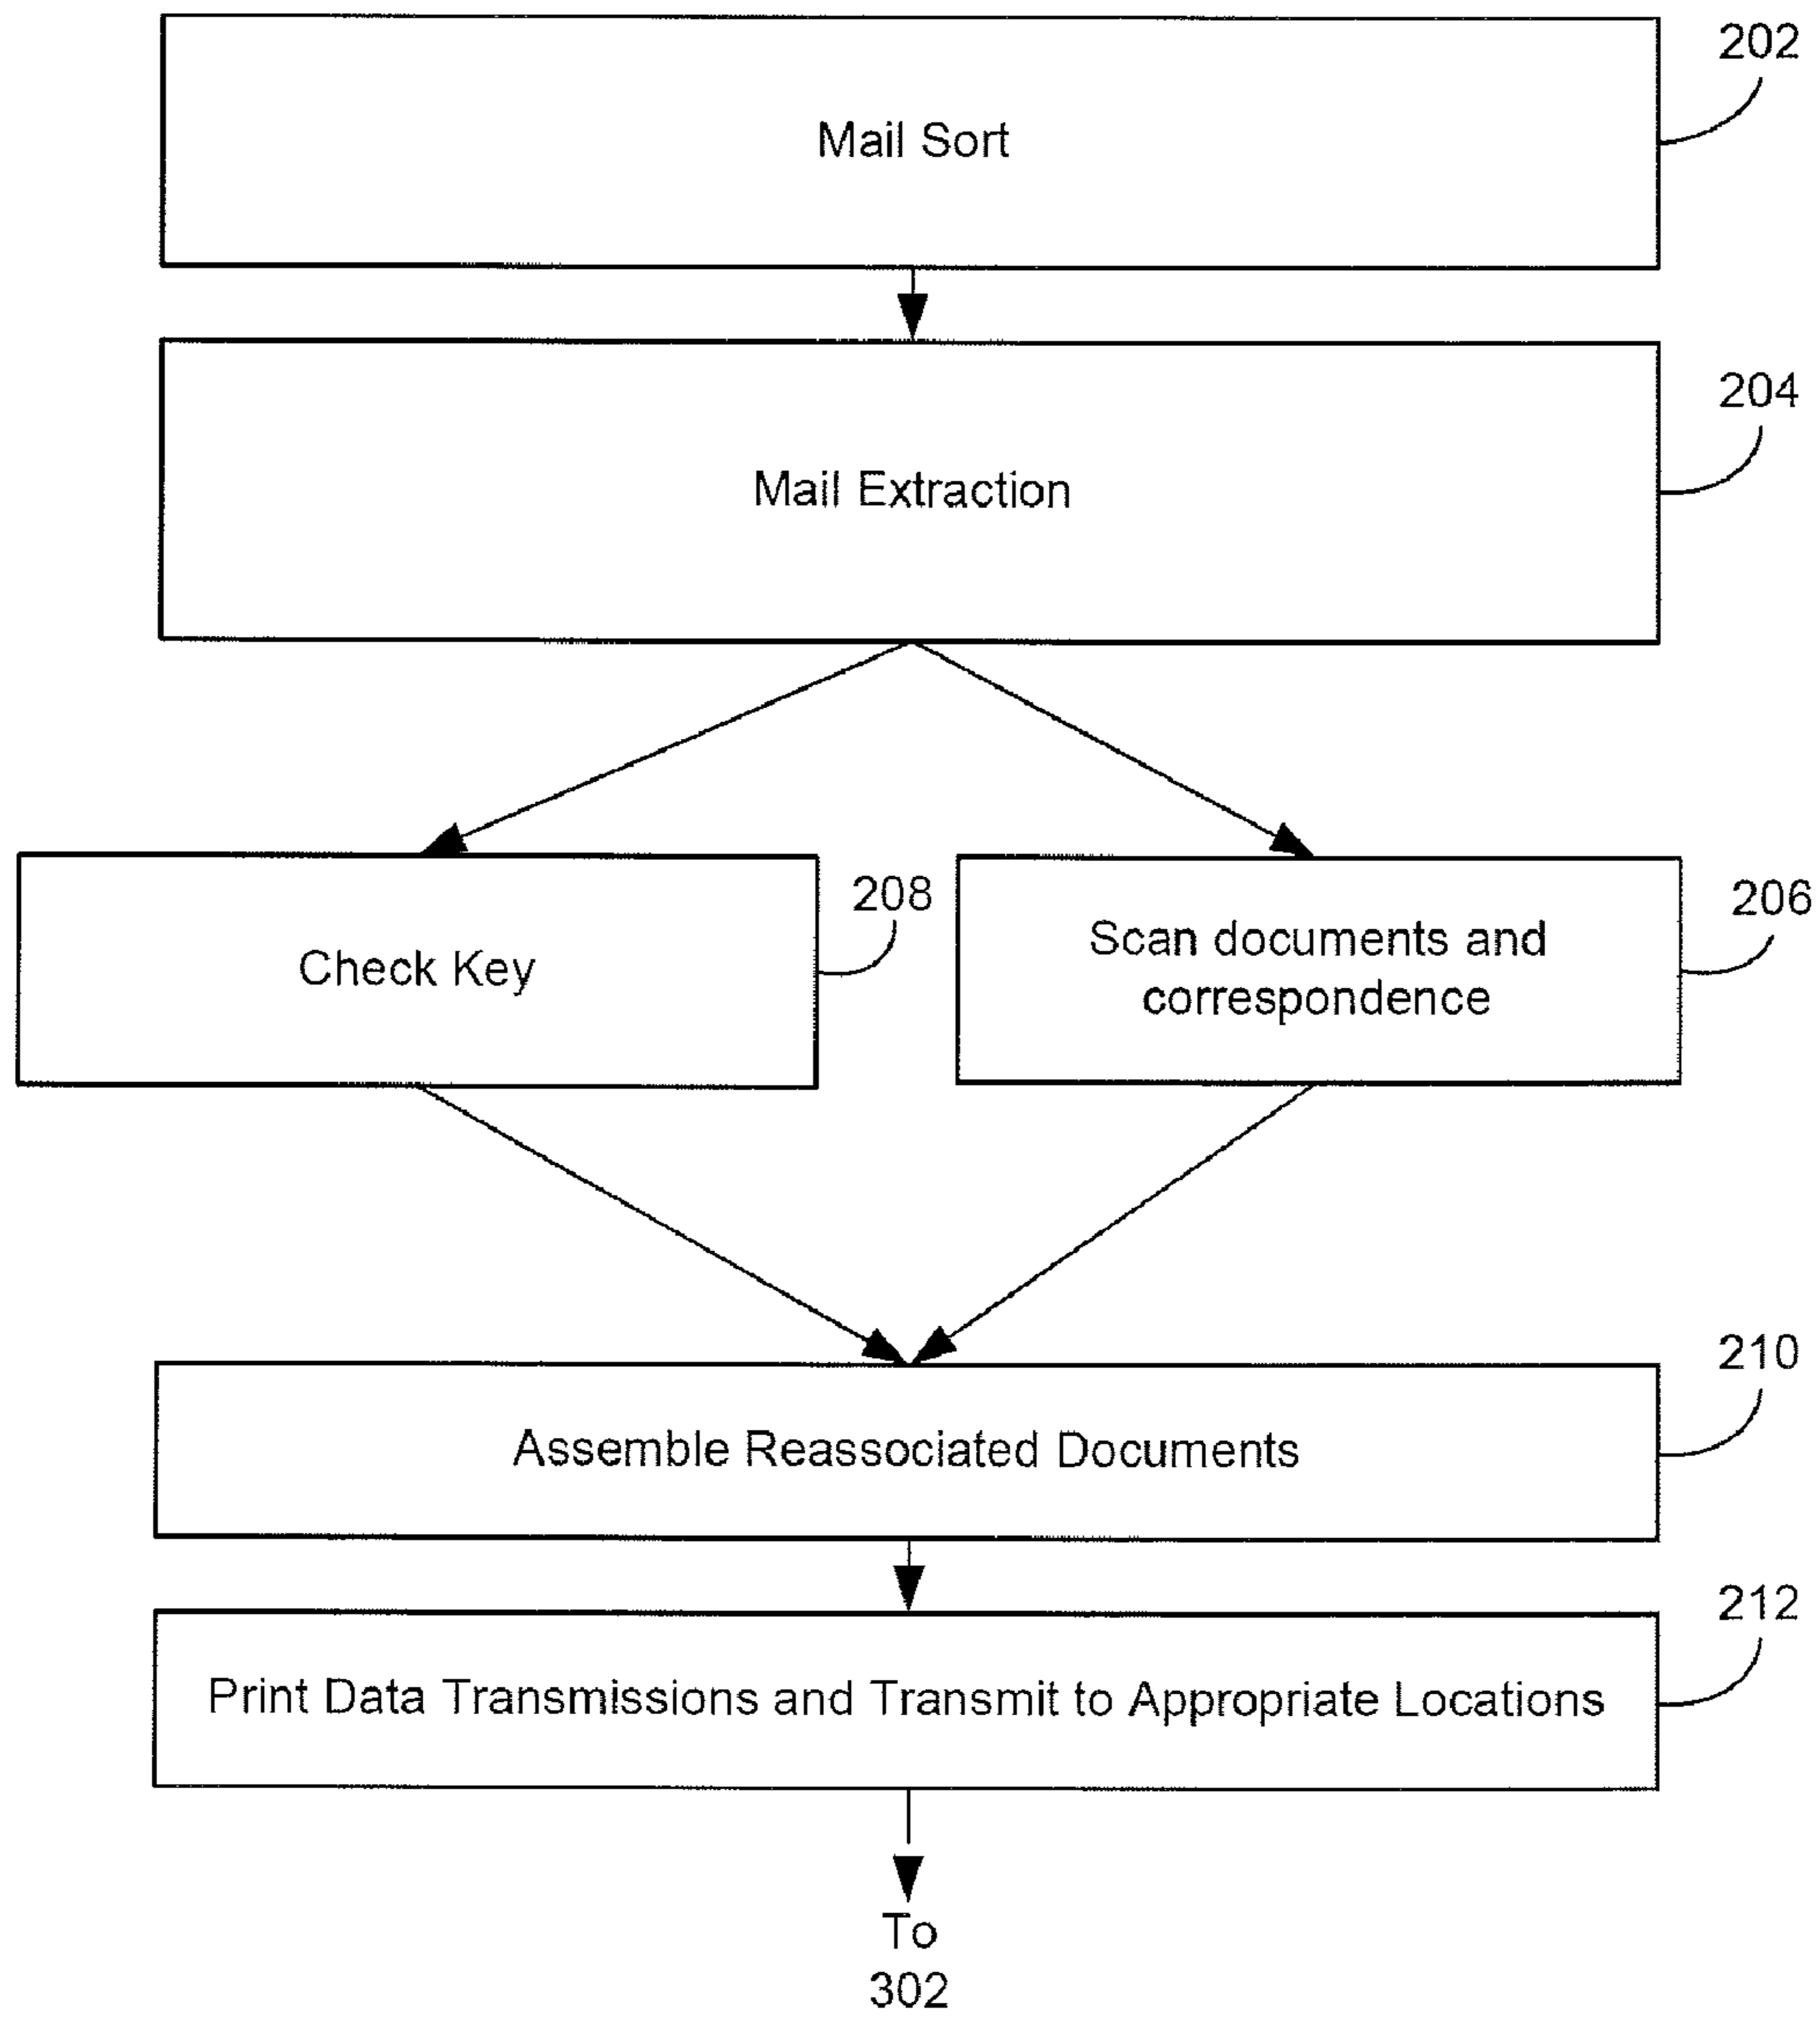 202
Mail Sort
204
Mail Extraction
208
Check Key
206
Scan documents and
correspondence
210
Assemble Reassociated Documents
212
Print Data Transmissions and Transmit to Appropriate Locations
To
302